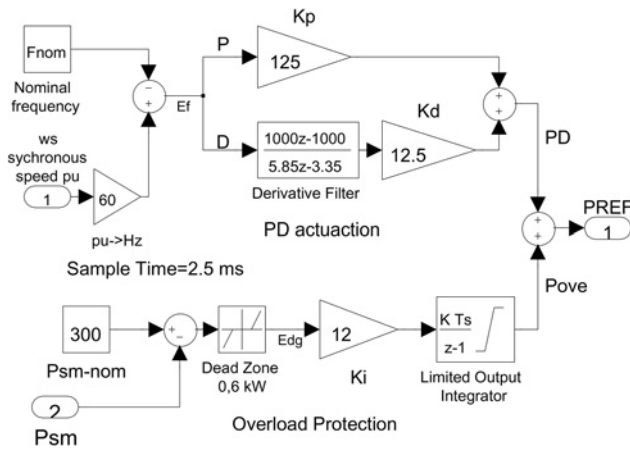 Kp
Fnom
P
125
Nominal
frequency
Ef
ws
sychronous
speed pu
D
1000z-1000
5.85z-3.35
Kd
12.5
PD
1
60
Derivative Filter
pu->Hz
PD actuaction
PREF
1
Sample Time=2.5 ms
Pove
300
Edg
12
K Ts
z-1
Psm-nom
Dead Zone
0,6 kW
Ki
Limited Output
Integrator
2
Psm
Overload Protection